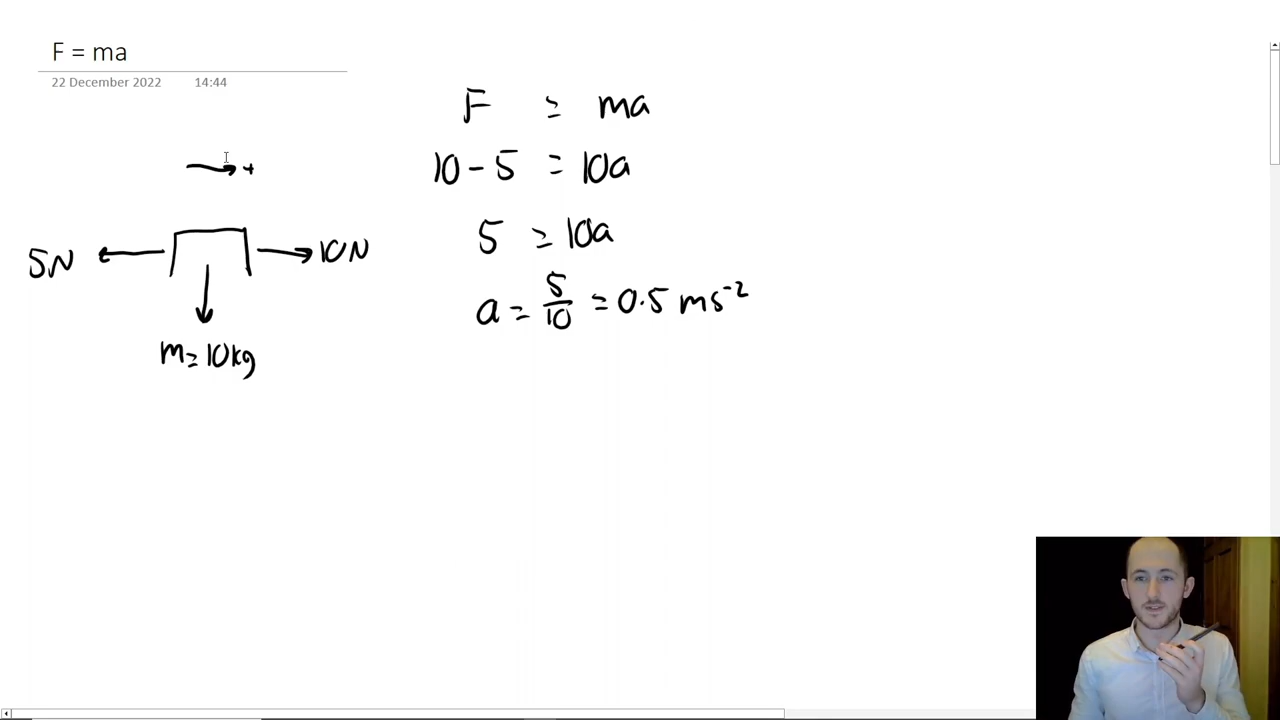 F = ma
22 December 2022 14:44
+
5N
10N
m = 10kg
F = ma
10 - 5 = 10a
5 = 10a
a = 5/10 = 0.5 ms⁻²